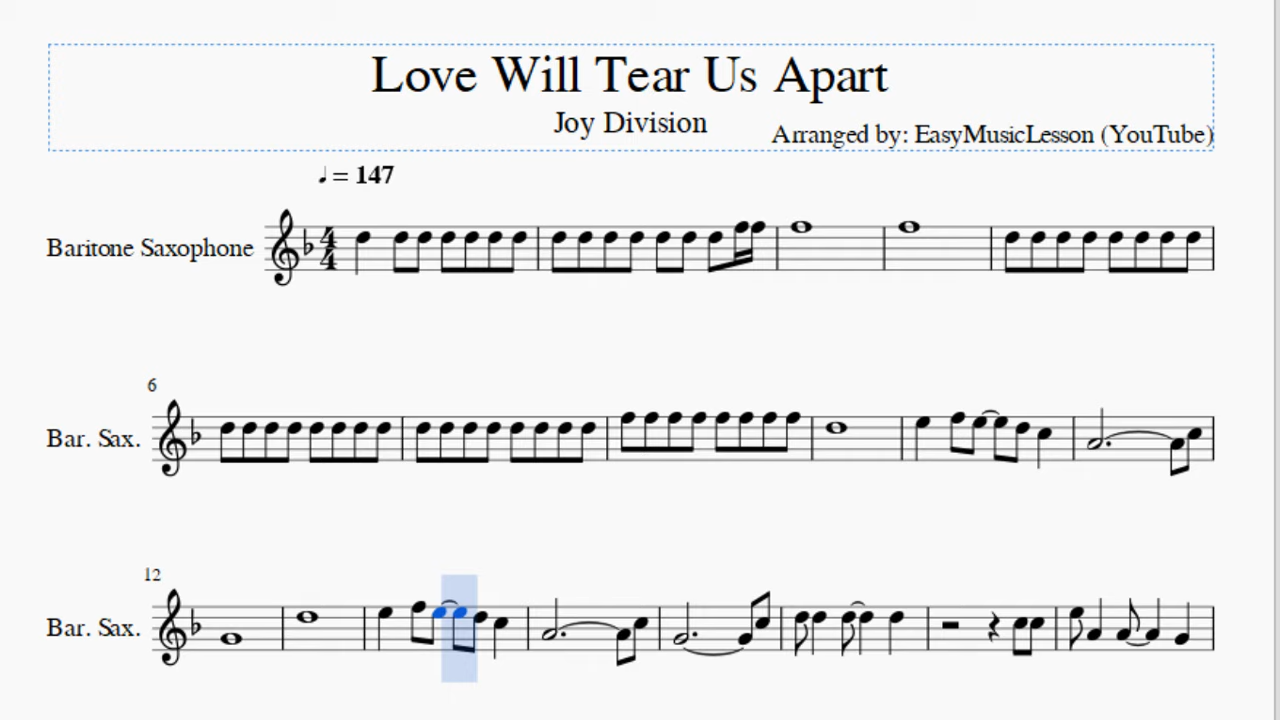 Love Will Tear Us Apart
Joy Division
Arranged by: EasyMusicLesson (YouTube)
♩ = 147
Baritone Saxophone
4
4
6
Bar. Sax.
12
Bar. Sax.